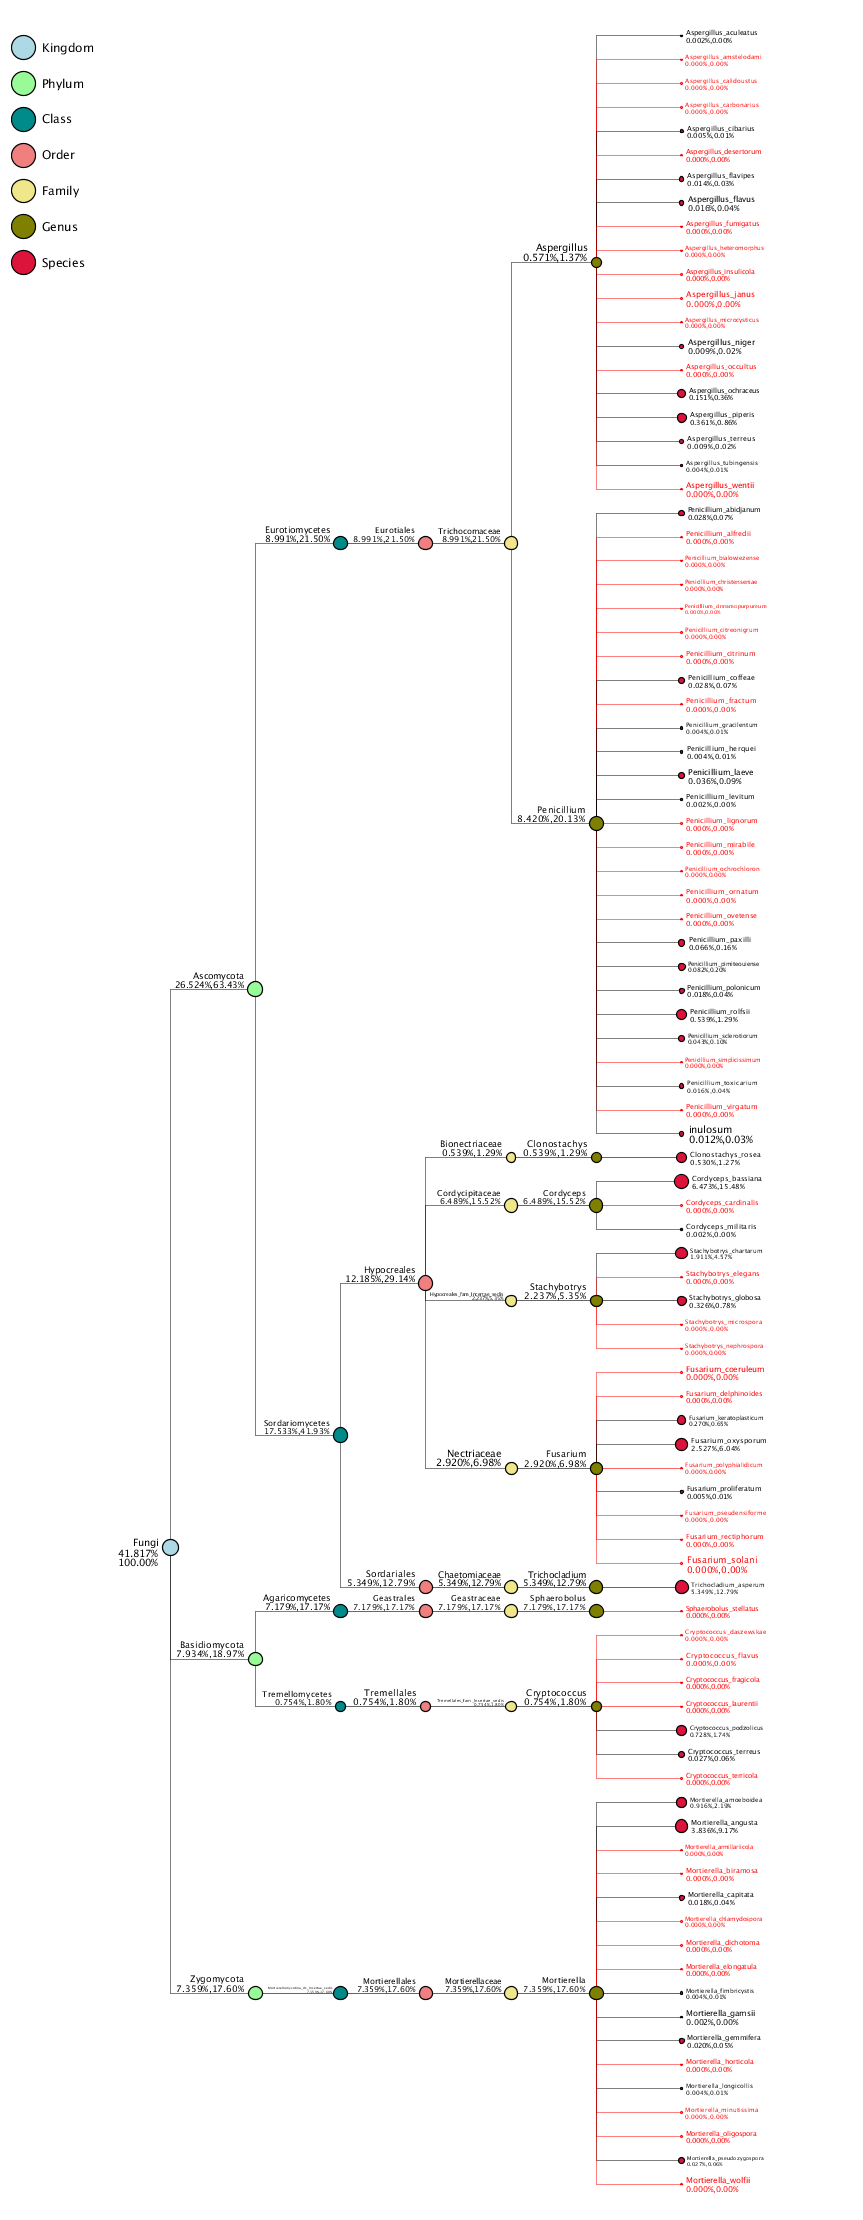 Kingdom
Phylum
Class
Order
Family
Genus
Species
Aspergillus_aculeatus
0.002%,0.00%
Aspergillus_amstelodami
0.000%,0.00%
Aspergillus_calidoustus
0.000%,0.00%
Aspergillus_carbonarius
0.000%,0.00%
Aspergillus_cibarius
0.005%,0.01%
Aspergillus_desertorum
0.000%,0.00%
Aspergillus_flavipes
0.014%,0.03%
Aspergillus_flavus
0.016%,0.04%
Aspergillus_fumigatus
0.000%,0.00%
Aspergillus
0.571%,1.37%
Aspergillus_heteromorphus
0.000%,0.00%
Aspergillus_insulicola
0.000%,0.00%
Aspergillus_janus
0.000%,0.00%
Aspergillus_microcysticus
0.000%,0.00%
Aspergillus_niger
0.009%,0.02%
Aspergillus_occultus
0.000%,0.00%
Aspergillus_ochraceus
0.151%,0.36%
Aspergillus_piperis
0.361%,0.86%
Aspergillus_terreus
0.009%,0.02%
Aspergillus_tubingensis
0.004%,0.01%
Aspergillus_wentii
0.000%,0.00%
Penicillium_abidjanum
0.028%,0.07%
Eurotiomycetes
8.991%,21.50%
Eurotiales
8.991%,21.50%
Trichocomaceae
8.991%,21.50%
Penicillium_alfredii
0.000%,0.00%
Penicillium_bialowiezense
0.000%,0.00%
Penicillium_christenseniae
0.000%,0.00%
Penicillium_cinnamopurpureum
0.000%,0.00%
Penicillium_citreonigrum
0.000%,0.00%
Penicillium_citrinum
0.000%,0.00%
Penicillium_coffeae
0.028%,0.07%
Penicillium_fractum
0.000%,0.00%
Penicillium_gracilentum
0.004%,0.01%
Penicillium_herquei
0.004%,0.01%
Penicillium_laeve
0.036%,0.09%
Penicillium_levitum
0.002%,0.00%
Penicillium
8.420%,20.13%
Penicillium_lignorum
0.000%,0.00%
Penicillium_mirabile
0.000%,0.00%
Penicillium_ochrochloron
0.000%,0.00%
Penicillium_ornatum
0.000%,0.00%
Penicillium_ovetense
0.000%,0.00%
Penicillium_paxilli
0.066%,0.16%
Penicillium_pimiteouiense
0.082%,0.20%
Ascomycota
26.524%,63.43%
Penicillium_polonicum
0.018%,0.04%
Penicillium_rolfsii
0.539%,1.29%
Penicillium_sclerotiorum
0.043%,0.10%
Penicillium_simplicissimum
0.000%,0.00%
Penicillium_toxicarium
0.016%,0.04%
Penicillium_virgatum
0.000%,0.00%
inulosum
0.012%,0.03%
Bionectriaceae
0.539%,1.29%
Clonostachys
0.539%,1.29%
Clonostachys_rosea
0.530%,1.27%
Cordyceps_bassiana
6.473%,15.48%
Cordycipitaceae
6.489%,15.52%
Cordyceps
6.489%,15.52%
Cordyceps_cardinalis
0.000%,0.00%
Cordyceps_militaris
0.002%,0.00%
Stachybotrys_chartarum
1.911%,4.57%
Hypocreales
12.185%,29.14%
Stachybotrys_elegans
0.000%,0.00%
Hypocreales_fam_Incertae_sedis
2.237%,5.35%
Stachybotrys
2.237%,5.35%
Stachybotrys_globosa
0.326%,0.78%
Stachybotrys_microspora
0.000%,0.00%
Stachybotrys_nephrospora
0.000%,0.00%
Fusarium_coeruleum
0.000%,0.00%
Fusarium_delphinoides
0.000%,0.00%
Fusarium_keratoplasticum
0.270%,0.65%
Sordariomycetes
17.533%,41.93%
Fusarium_oxysporum
2.527%,6.04%
Nectriaceae
2.920%,6.98%
Fusarium
2.920%,6.98%
Fusarium_polyphialidicum
0.000%,0.00%
Fusarium_proliferatum
0.005%,0.01%
Fusarium_pseudensiforme
0.000%,0.00%
Fusarium_rectiphorum
0.000%,0.00%
Fungi
41.817%
100.00%
Fusarium_solani
0.000%,0.00%
Sordariales
5.349%,12.79%
Chaetomiaceae
5.349%,12.79%
Trichocladium
5.349%,12.79%
Trichocladium_asperum
5.349%,12.79%
Agaricomycetes
7.179%,17.17%
Geastrales
7.179%,17.17%
Geastraceae
7.179%,17.17%
Sphaerobolus
7.179%,17.17%
Sphaerobolus_stellatus
0.000%,0.00%
Cryptococcus_daszewskae
0.000%,0.00%
Basidiomycota
7.934%,18.97%
Cryptococcus_flavus
0.000%,0.00%
Cryptococcus_fragicola
0.000%,0.00%
Tremellomycetes
0.754%,1.80%
Tremellales
0.754%,1.80%
Tremellales_fam_Incertae_sedis
0.754%,1.80%
Cryptococcus
0.754%,1.80%
Cryptococcus_laurentii
0.000%,0.00%
Cryptococcus_podzolicus
0.728%,1.74%
Cryptococcus_terreus
0.027%,0.06%
Cryptococcus_terricola
0.000%,0.00%
Mortierella_amoeboidea
0.916%,2.19%
Mortierella_angusta
3.836%,9.17%
Mortierella_armillariicola
0.000%,0.00%
Mortierella_biramosa
0.000%,0.00%
Mortierella_capitata
0.018%,0.04%
Mortierella_chlamydospora
0.000%,0.00%
Mortierella_dichotoma
0.000%,0.00%
Mortierella_elongatula
0.000%,0.00%
Zygomycota
7.359%,17.60%
Mortierellales
7.359%,17.60%
Mortierellaceae
7.359%,17.60%
Mortierella
7.359%,17.60%
Mortierella_fimbricystis
0.004%,0.01%
Mortierella_gamsii
0.002%,0.00%
Mortierella_gemmifera
0.020%,0.05%
Mortierella_horticola
0.000%,0.00%
Mortierella_longicollis
0.004%,0.01%
Mortierella_minutissima
0.000%,0.00%
Mortierella_oligospora
0.000%,0.00%
Mortierella_pseudozygospora
0.027%,0.06%
Mortierella_wolfii
0.000%,0.00%